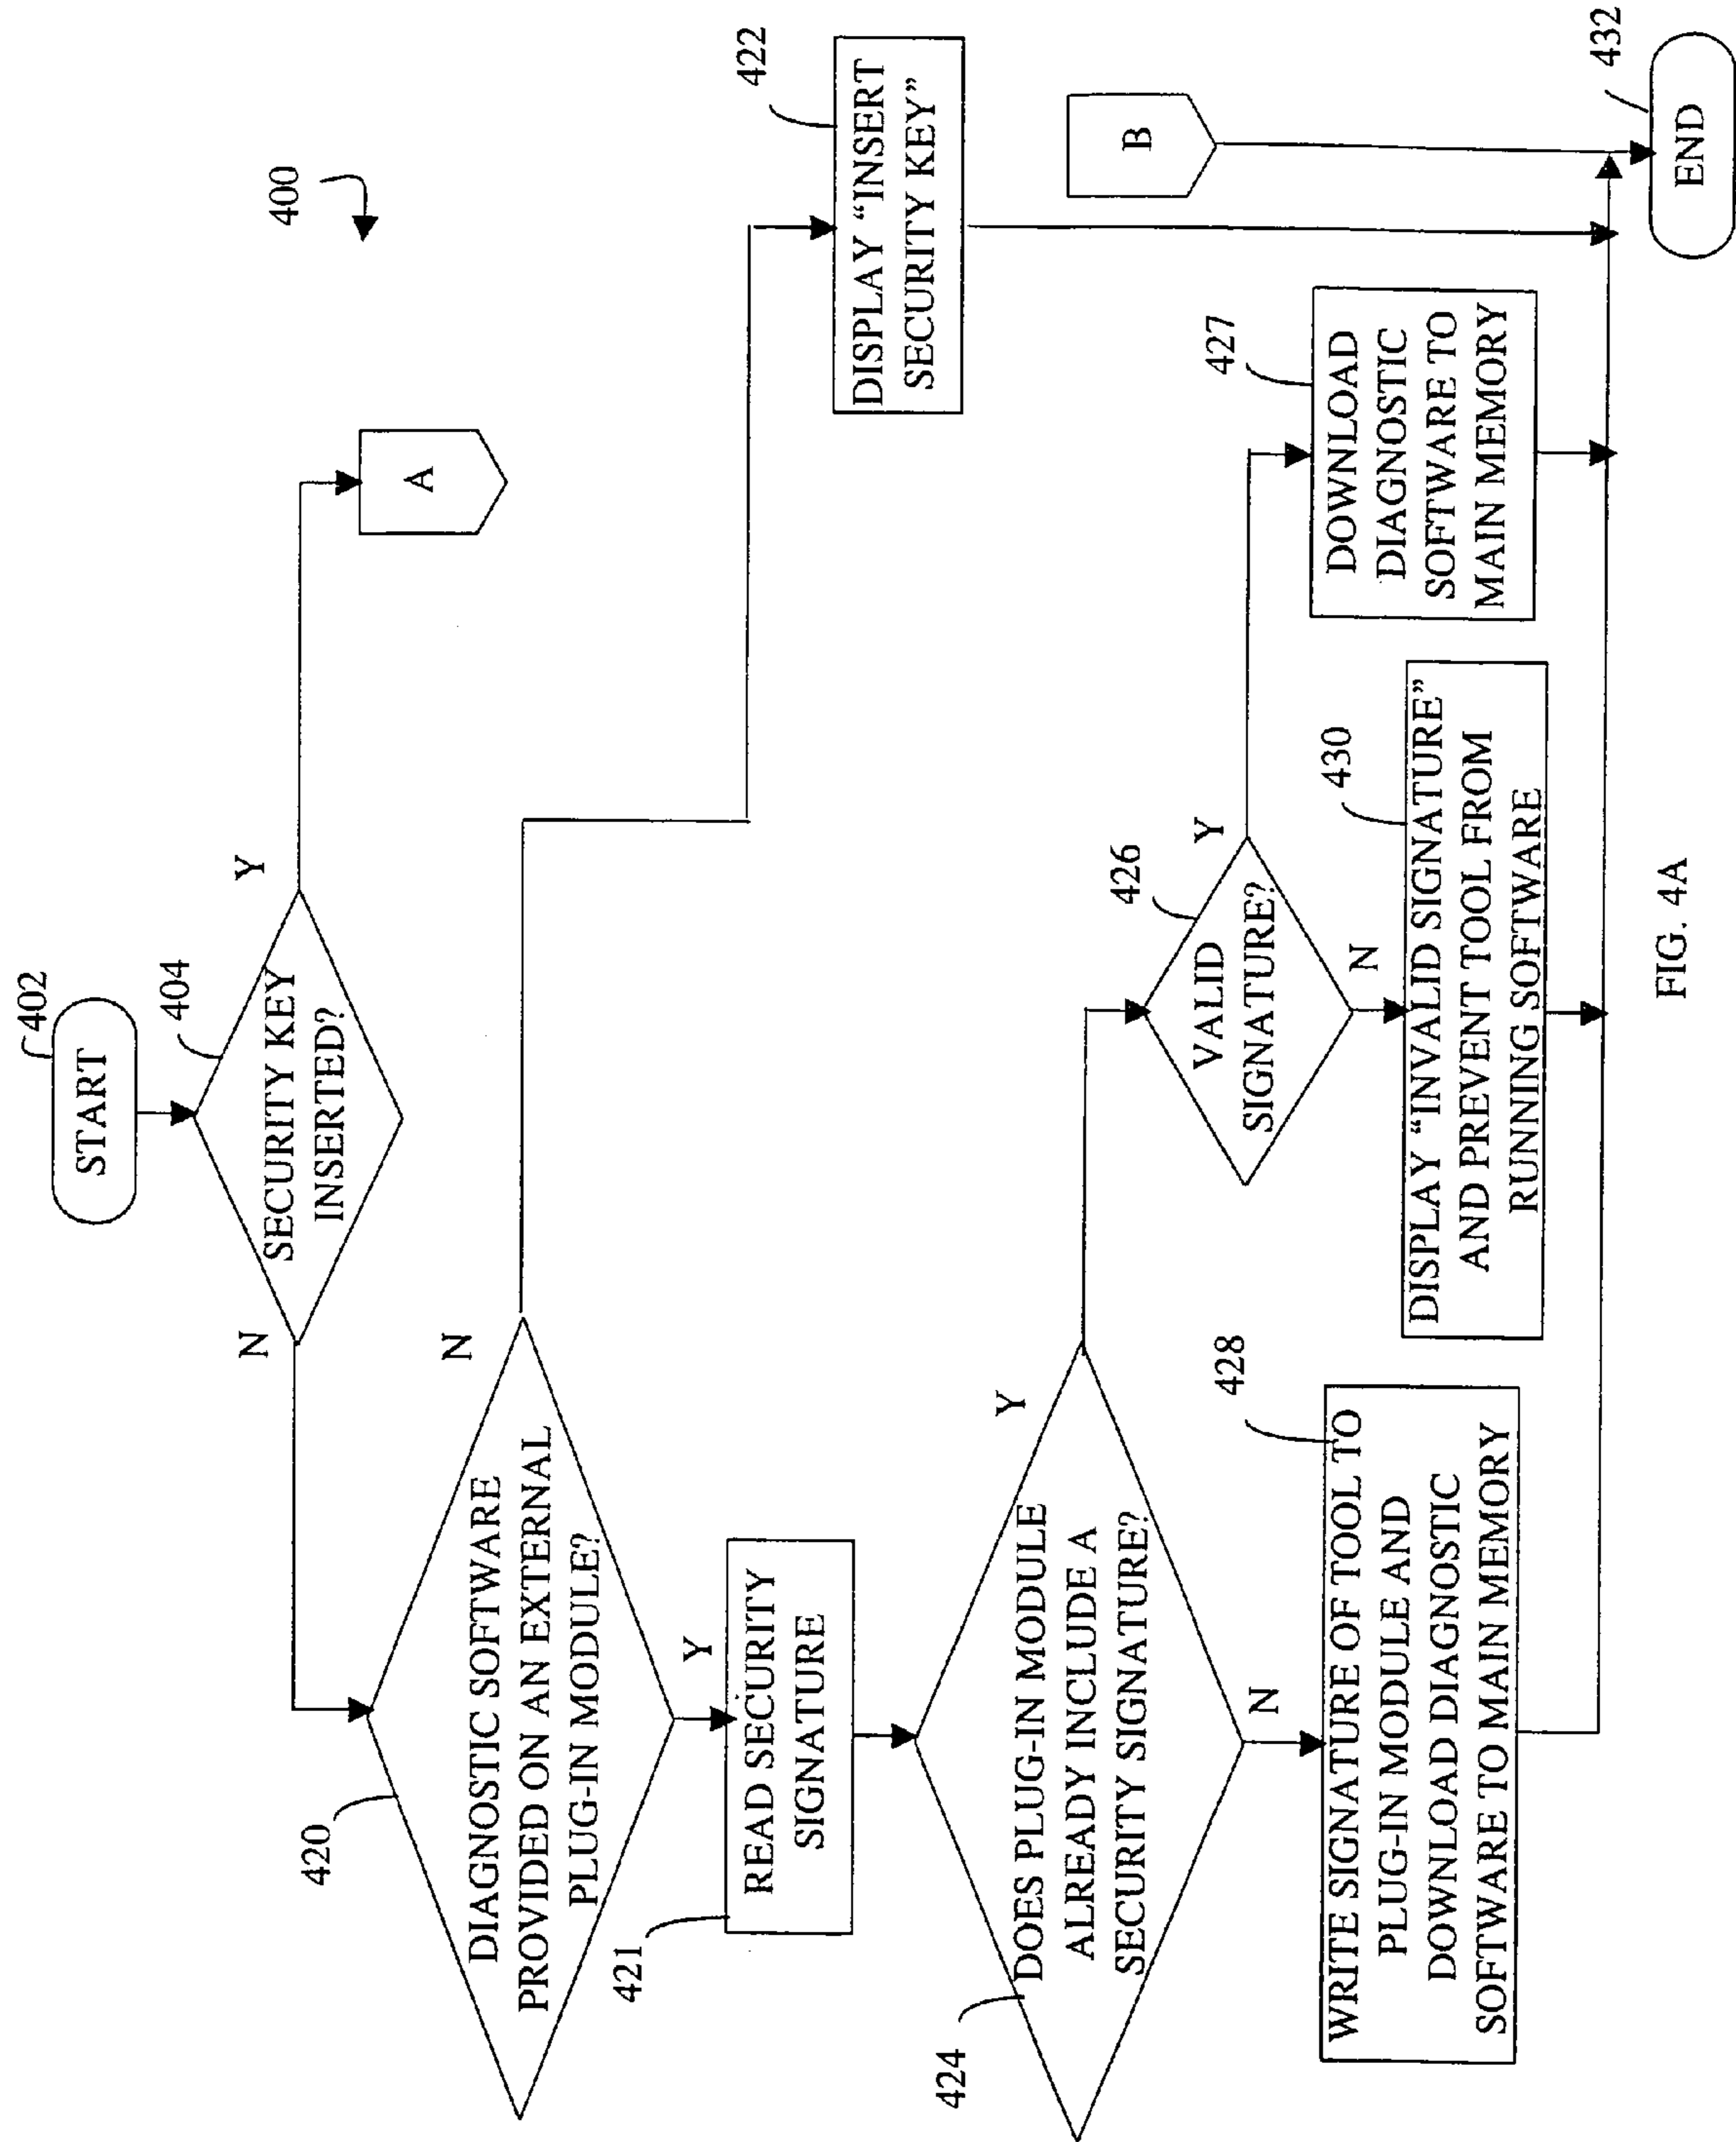 400
402
START
404
SECURITY KEY
INSERTED?
N
Y
A
420
DIAGNOSTIC SOFTWARE
PROVIDED ON AN EXTERNAL
PLUG-IN MODULE?
N
Y
421
READ SECURITY
SIGNATURE
422
DISPLAY “INSERT
SECURITY KEY”
424
DOES PLUG-IN MODULE
ALREADY INCLUDE A
SECURITY SIGNATURE?
Y
N
426
VALID
SIGNATURE?
Y
N
B
428
WRITE SIGNATURE OF TOOL TO
PLUG-IN MODULE AND
DOWNLOAD DIAGNOSTIC
SOFTWARE TO MAIN MEMORY
430
DISPLAY “INVALID SIGNATURE”
AND PREVENT TOOL FROM
RUNNING SOFTWARE
427
DOWNLOAD
DIAGNOSTIC
SOFTWARE TO
MAIN MEMORY
432
END
FIG. 4A